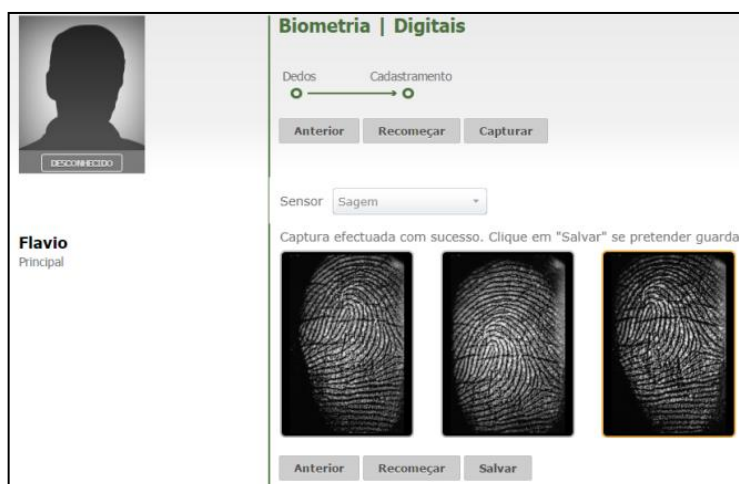 Biometria | Digitais
Dedos Cadastramento
Anterior Recomeçar Capturar
DESCONHECIDO
Sensor Sagem
Flavio
Principal
Captura efectuada com sucesso. Clique em "Salvar" se pretender guarda
Anterior Recomeçar Salvar